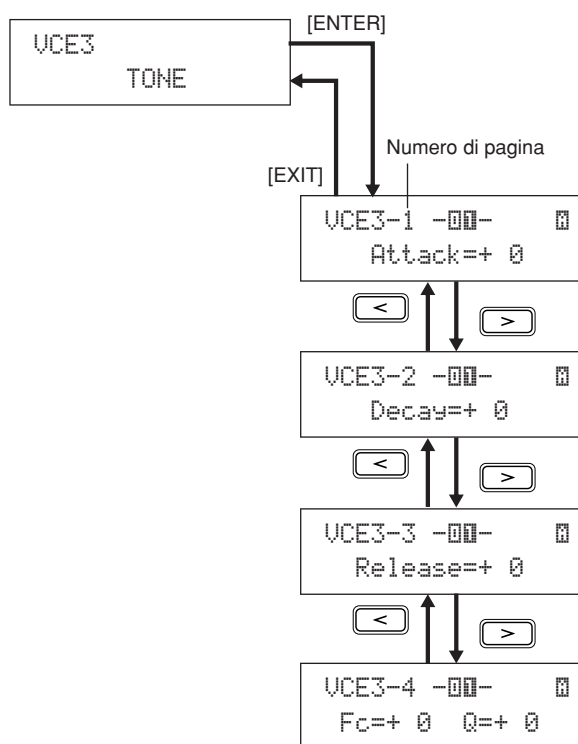 [ENTER]
VCE3
TONE
Numero di pagina
[EXIT]
VCE3-1 -01- M
Attack=+ 0
< >
VCE3-2 -01- M
Decay=+ 0
< >
VCE3-3 -01- M
Release=+ 0
< >
VCE3-4 -01- M
Fc=+ 0 Q=+ 0